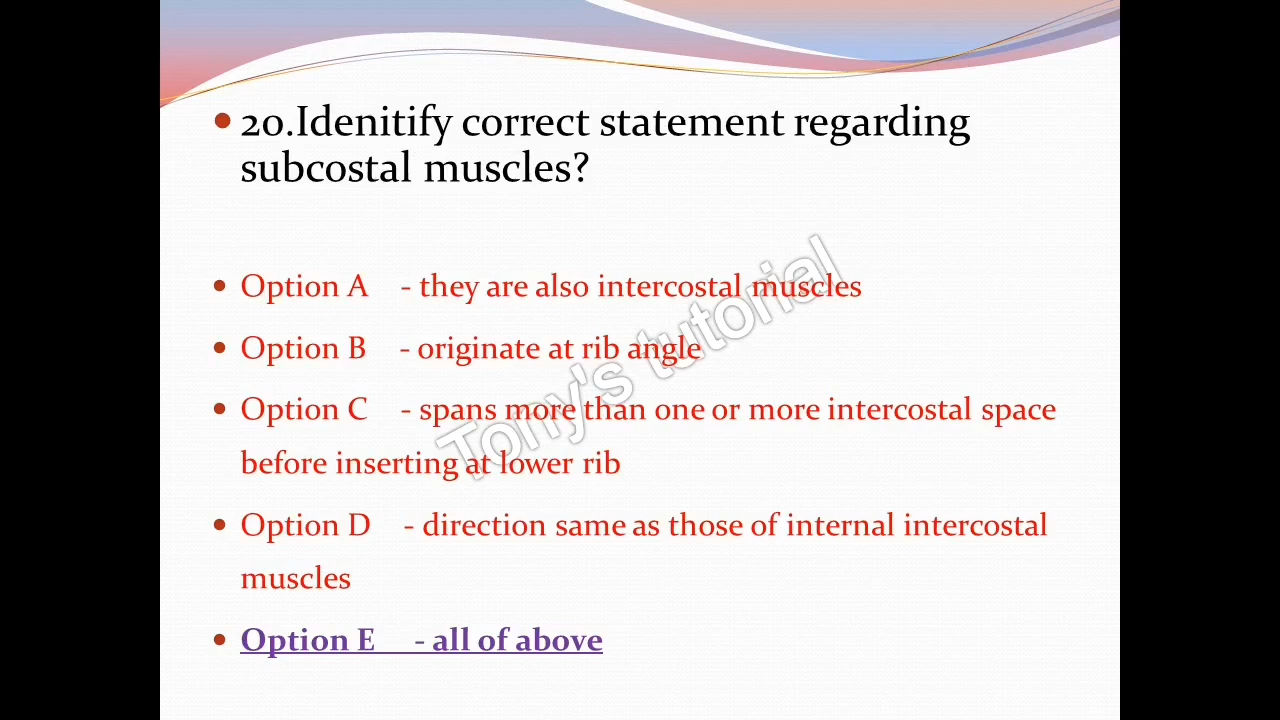 20.Idenitify correct statement regarding
subcostal muscles?
Option A - they are also intercostal muscles
Option B - originate at rib angle
Option C - spans more than one or more intercostal space
before inserting at lower rib
Option D - direction same as those of internal intercostal
muscles
Option E - all of above
Tony's tutorial